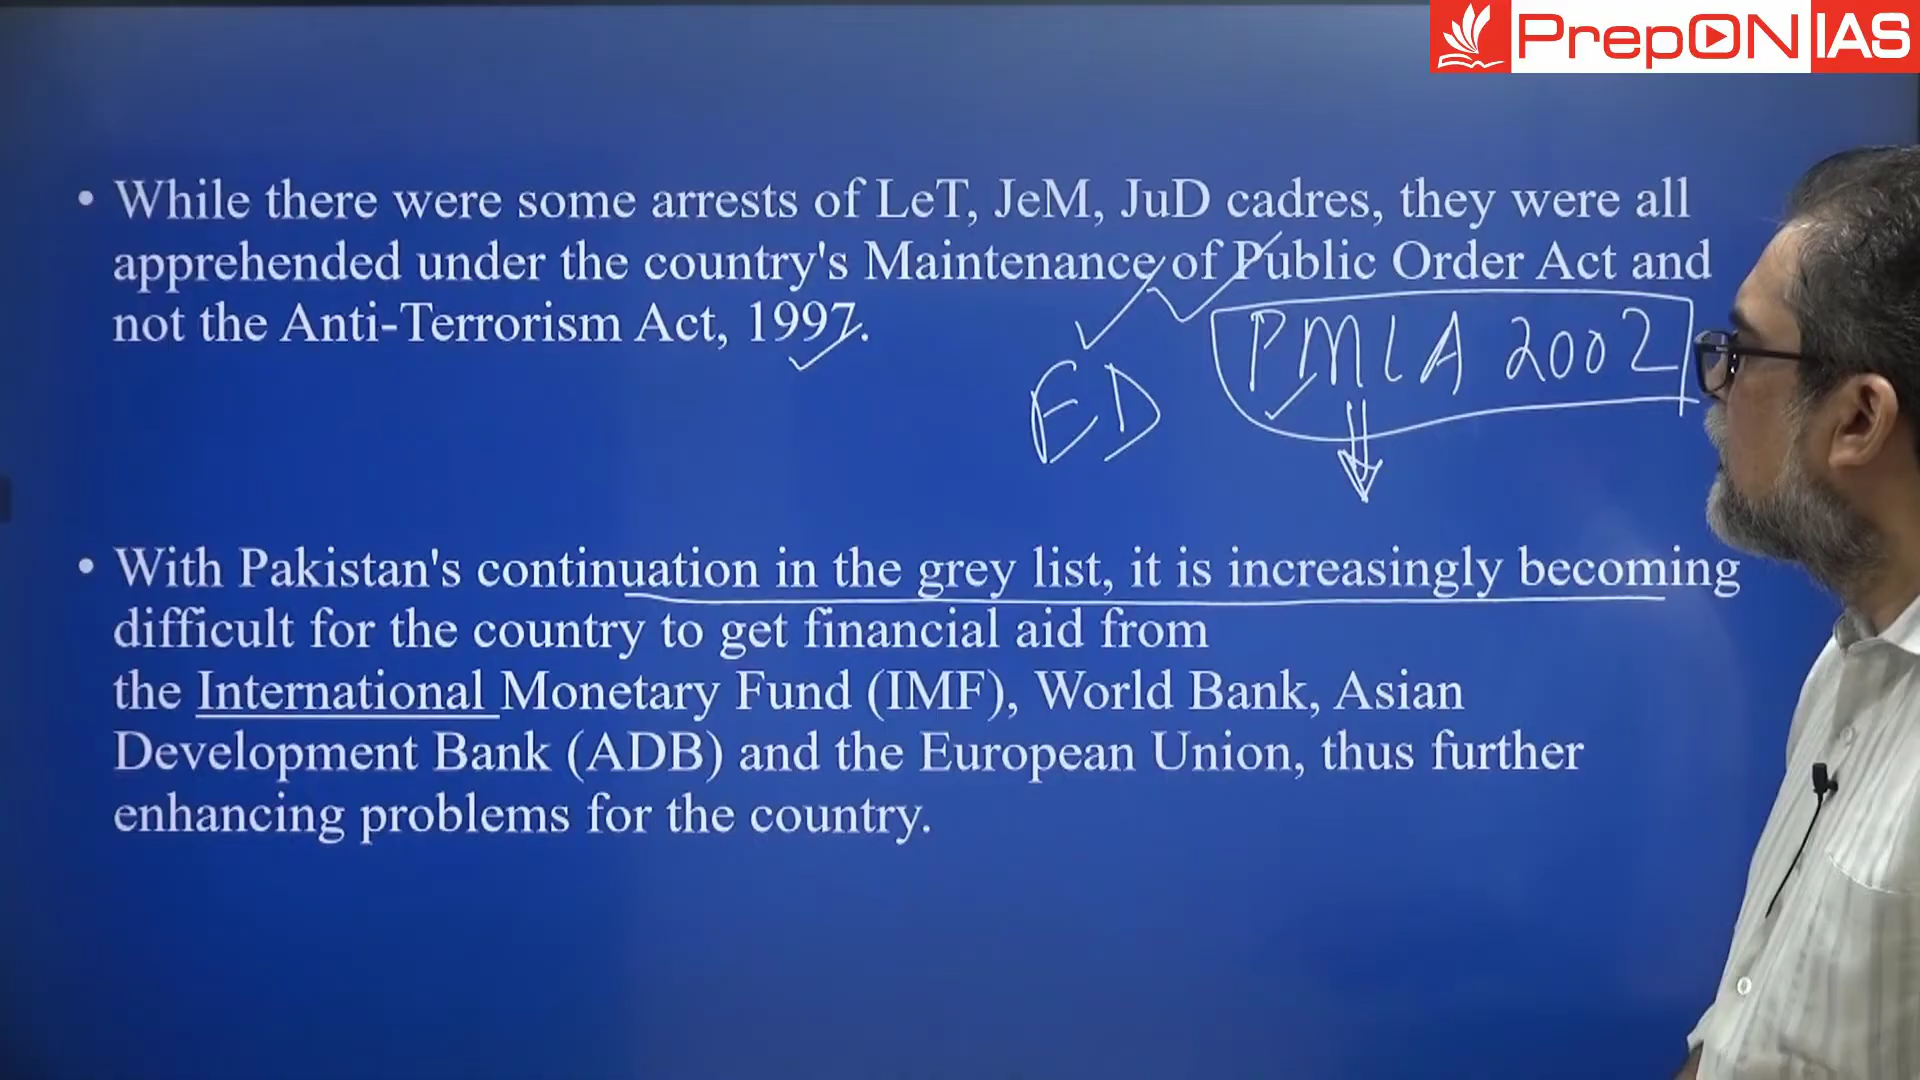 PrepON IAS
• While there were some arrests of LeT, JeM, JuD cadres, they were all
apprehended under the country's Maintenance of Public Order Act and
not the Anti-Terrorism Act, 1997.
PMLA 2002
ED
• With Pakistan's continuation in the grey list, it is increasingly becoming
difficult for the country to get financial aid from
the International Monetary Fund (IMF), World Bank, Asian
Development Bank (ADB) and the European Union, thus further
enhancing problems for the country.